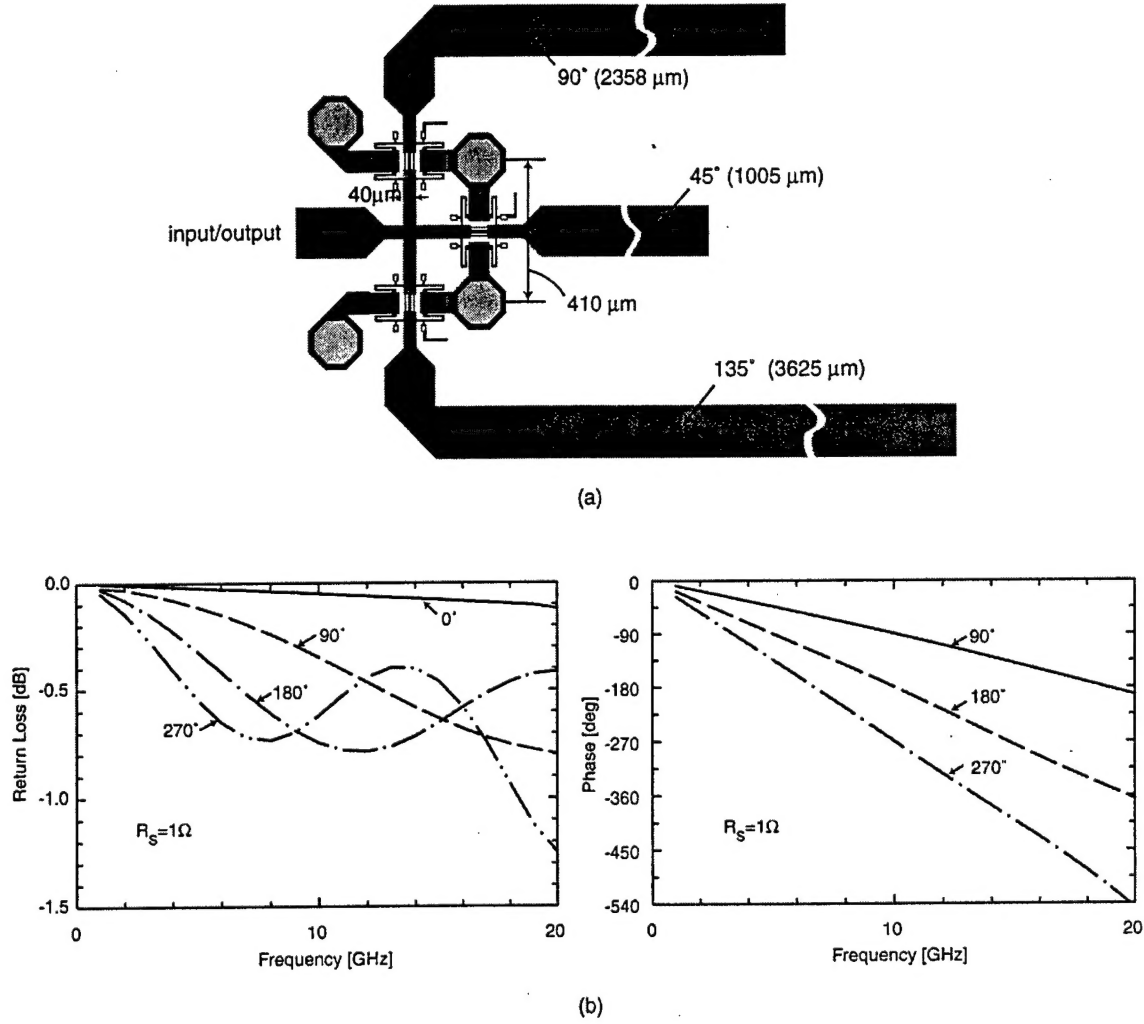 90° (2358 μm)
45° (1005 μm)
40μm
input/output
410 μm
135° (3625 μm)
(a)
0.0
-0.5
-1.0
-1.5
Return Loss [dB]
0°
90°
180°
270°
R_S=1Ω
0
10
20
Frequency [GHz]
0
-90
-180
-270
-360
-450
-540
Phase [deg]
90°
180°
270°
R_S=1Ω
0
10
20
Frequency [GHz]
(b)